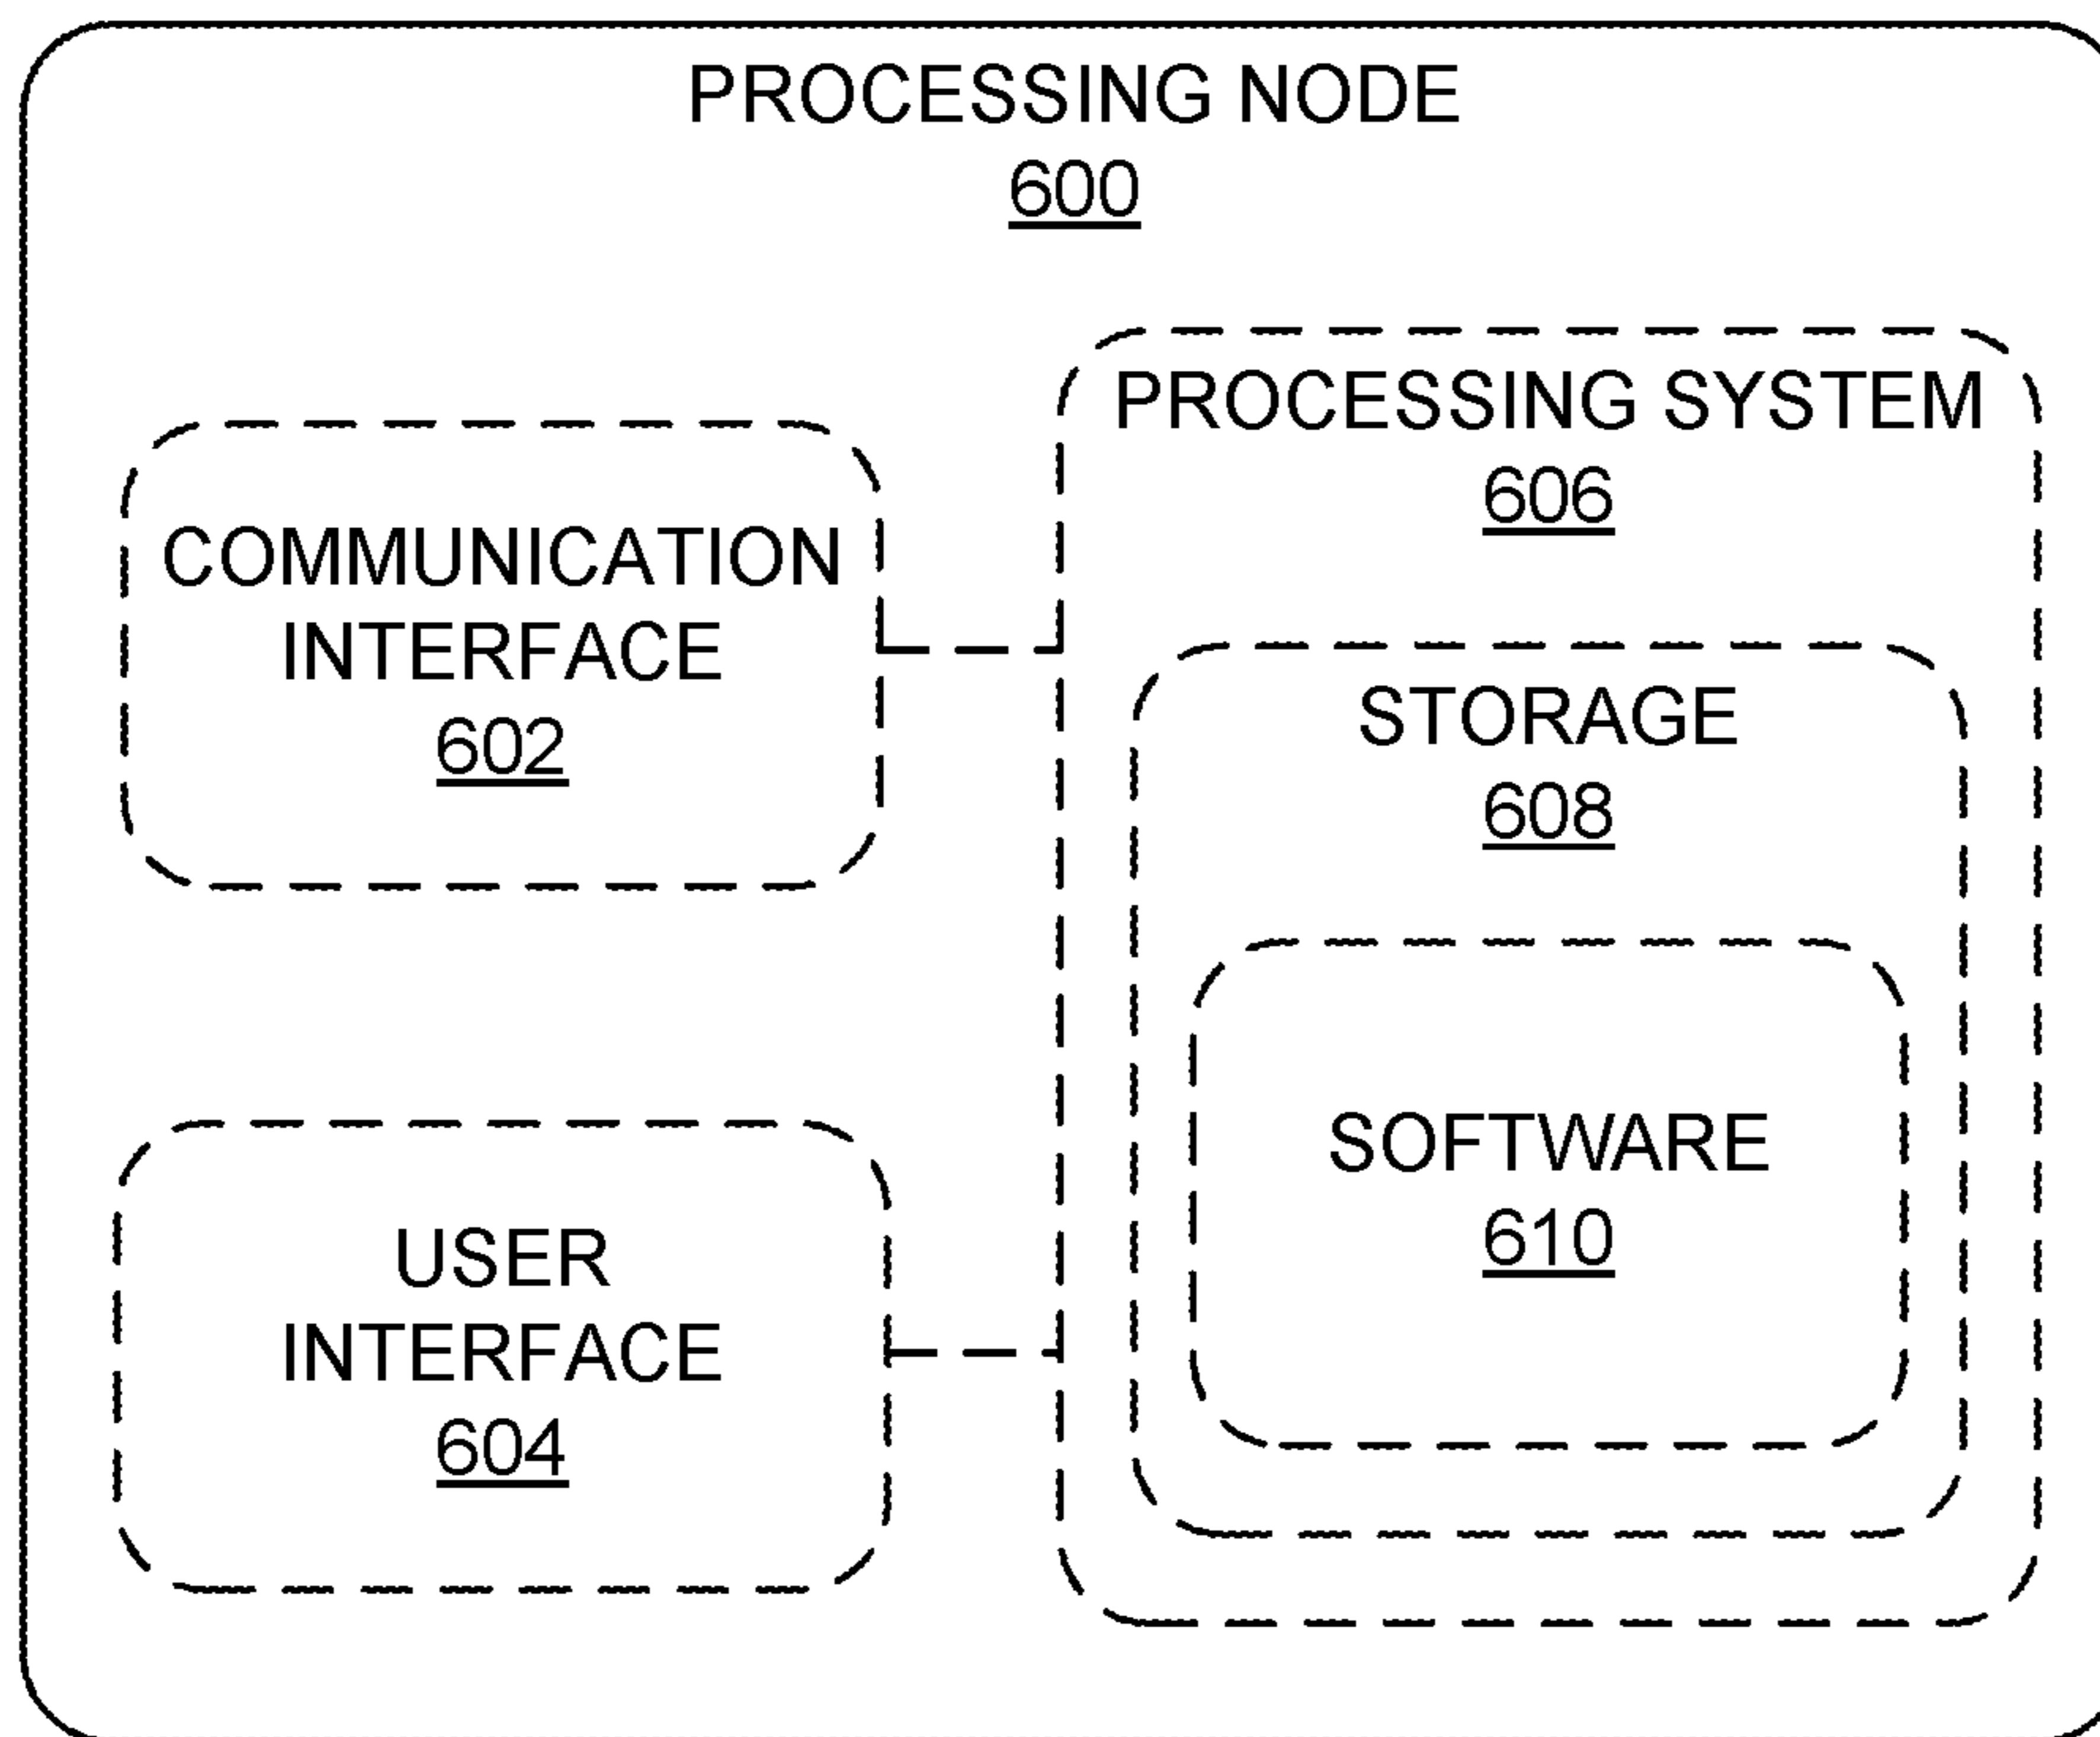 PROCESSING NODE
600
COMMUNICATION
INTERFACE
602
USER
INTERFACE
604
PROCESSING SYSTEM
606
STORAGE
608
SOFTWARE
610